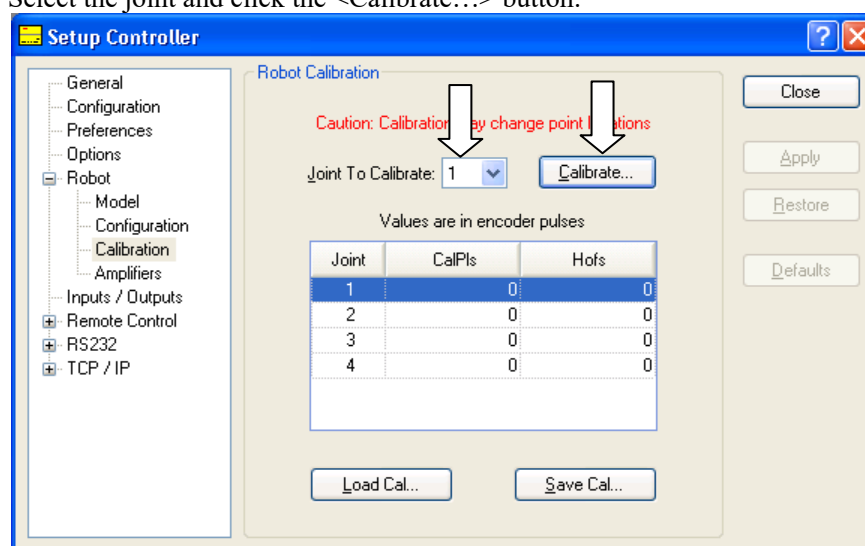 Select the joint and click the <Calibrate…> button.
Setup Controller
General
Configuration
Preferences
Options
Robot
Model
Configuration
Calibration
Amplifiers
Inputs / Outputs
Remote Control
RS232
TCP / IP
Robot Calibration
Caution: Calibration may change point locations
Joint To Calibrate: 1
Calibrate...
Values are in encoder pulses
Joint CalPls Hofs
1 0 0
2 0 0
3 0 0
4 0 0
Load Cal...
Save Cal...
Close
Apply
Restore
Defaults